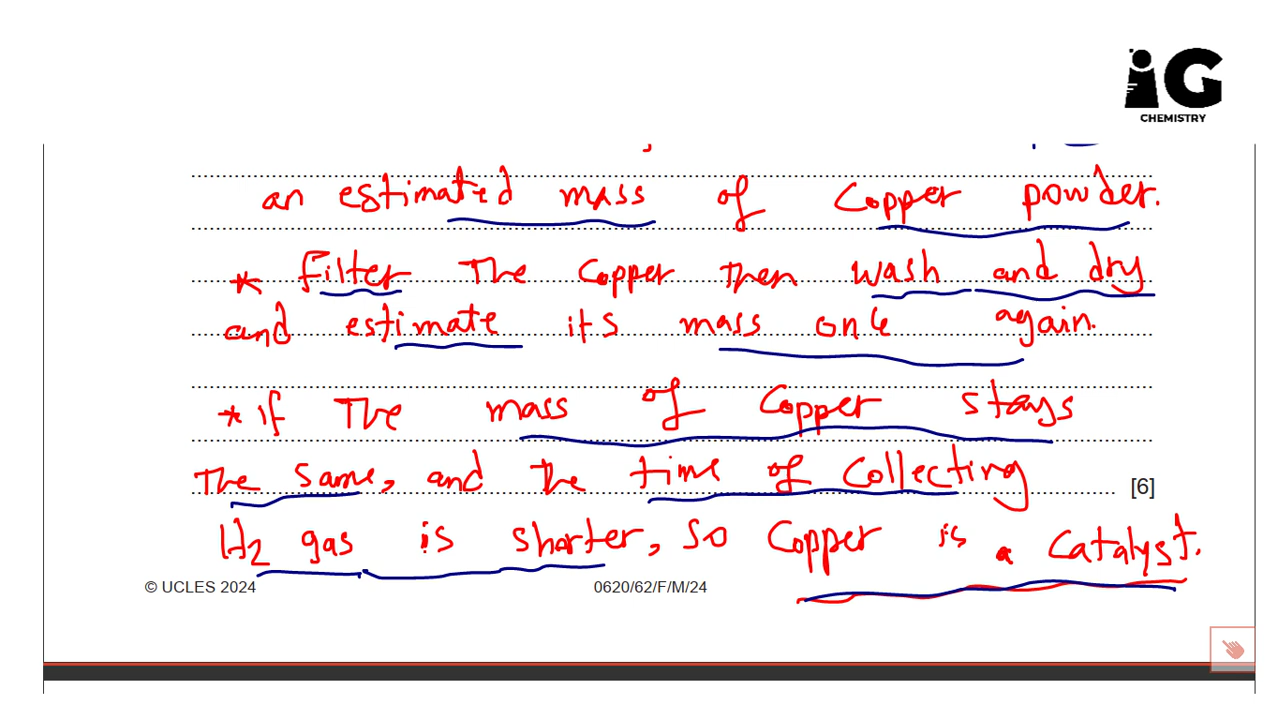 iG
CHEMISTRY
an estimated mass of Copper powder.
* filter The Copper then wash and dry
and estimate its mass once again.
* if The mass of Copper stays
The same, and the time of Collecting
[6]
H2 gas is shorter, so Copper is a Catalyst.
© UCLES 2024
0620/62/F/M/24